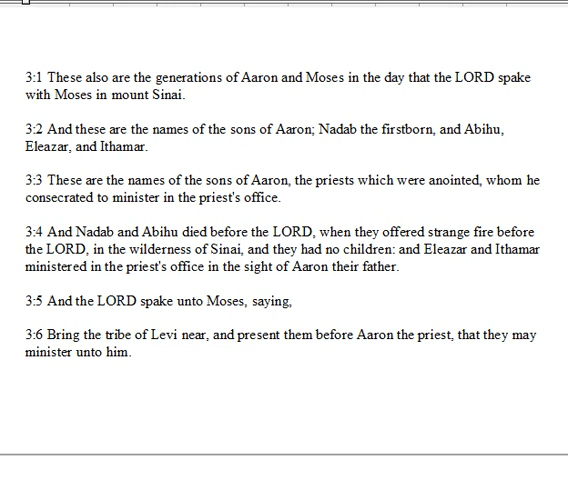 3:1 These also are the generations of Aaron and Moses in the day that the LORD spake
with Moses in mount Sinai.
3:2 And these are the names of the sons of Aaron; Nadab the firstborn, and Abihu,
Eleazar, and Ithamar.
3:3 These are the names of the sons of Aaron, the priests which were anointed, whom he
consecrated to minister in the priest's office.
3:4 And Nadab and Abihu died before the LORD, when they offered strange fire before
the LORD, in the wilderness of Sinai, and they had no children: and Eleazar and Ithamar
ministered in the priest's office in the sight of Aaron their father.
3:5 And the LORD spake unto Moses, saying,
3:6 Bring the tribe of Levi near, and present them before Aaron the priest, that they may
minister unto him.